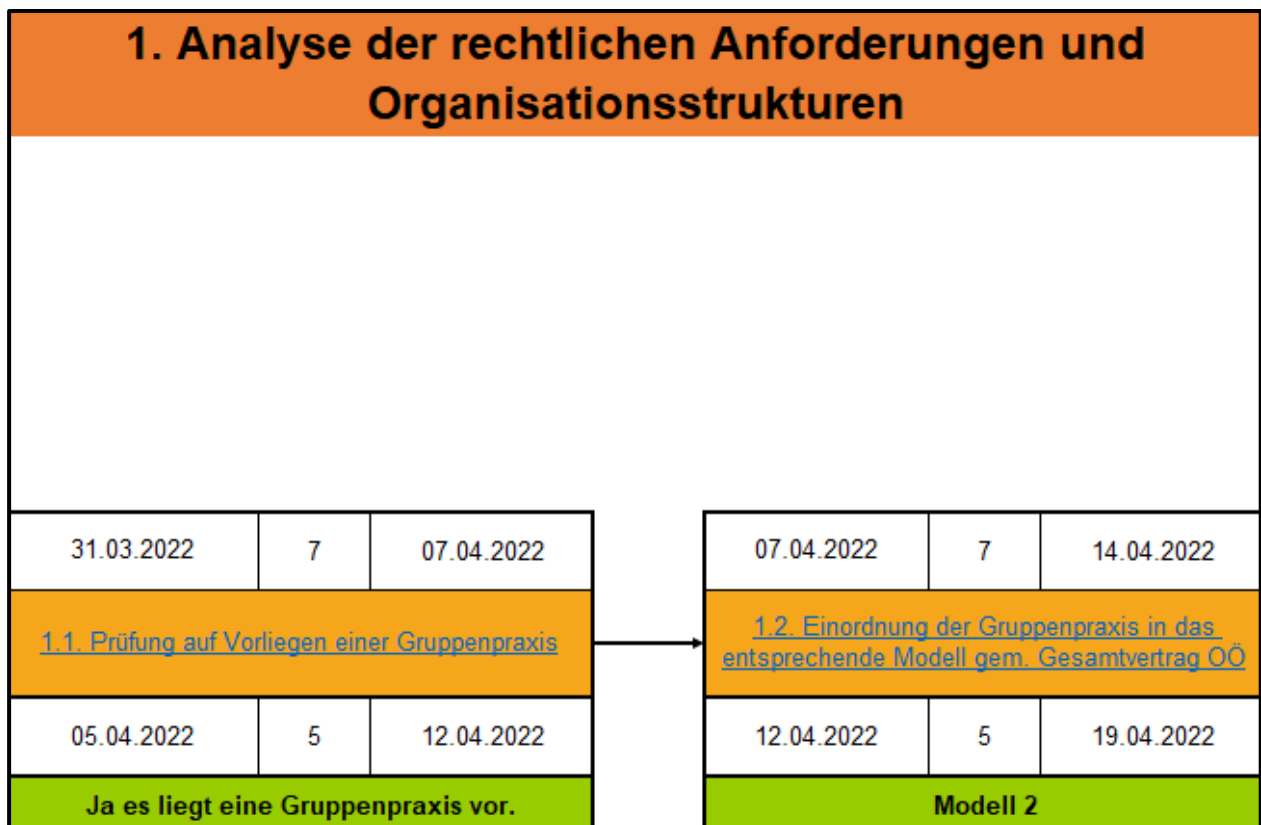 1. Analyse der rechtlichen Anforderungen und
Organisationsstrukturen
31.03.2022 7 07.04.2022
1.1. Prüfung auf Vorliegen einer Gruppenpraxis
05.04.2022 5 12.04.2022
Ja es liegt eine Gruppenpraxis vor.
07.04.2022 7 14.04.2022
1.2. Einordnung der Gruppenpraxis in das
entsprechende Modell gem. Gesamtvertrag OÖ
12.04.2022 5 19.04.2022
Modell 2